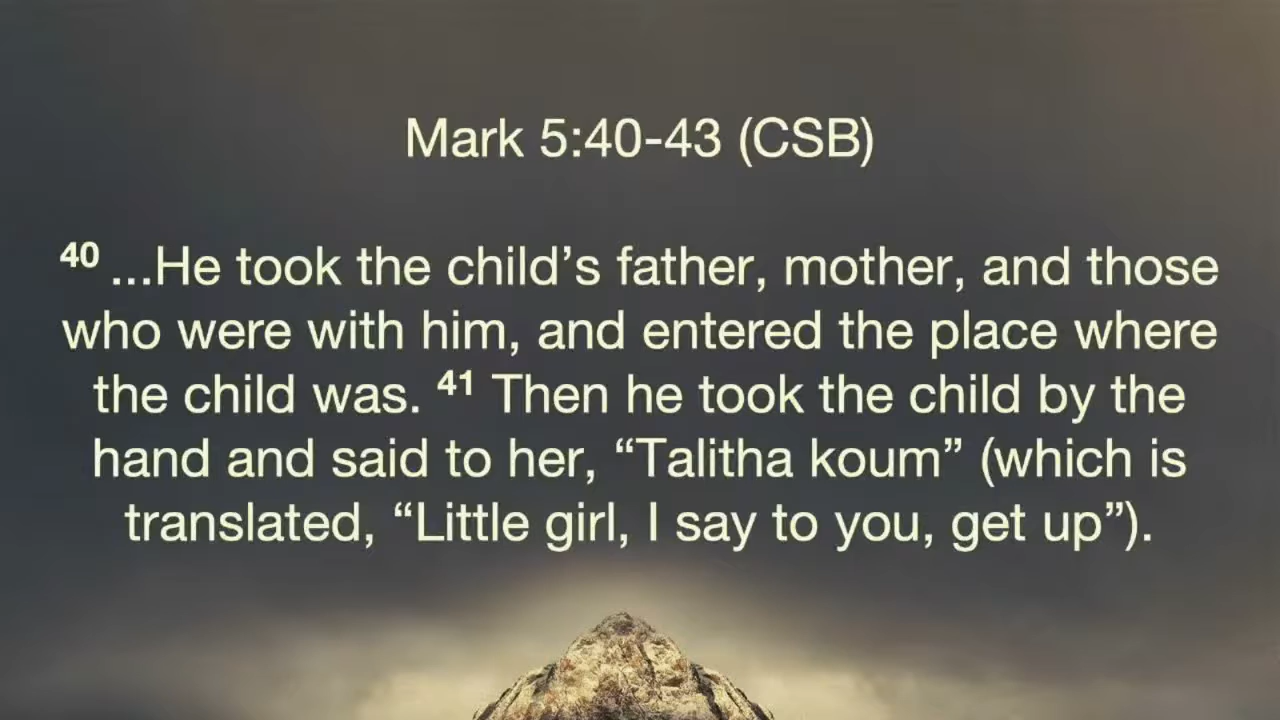 Mark 5:40-43 (CSB)
40 ...He took the child’s father, mother, and those
who were with him, and entered the place where
the child was. 41 Then he took the child by the
hand and said to her, “Talitha koum” (which is
translated, “Little girl, I say to you, get up”).